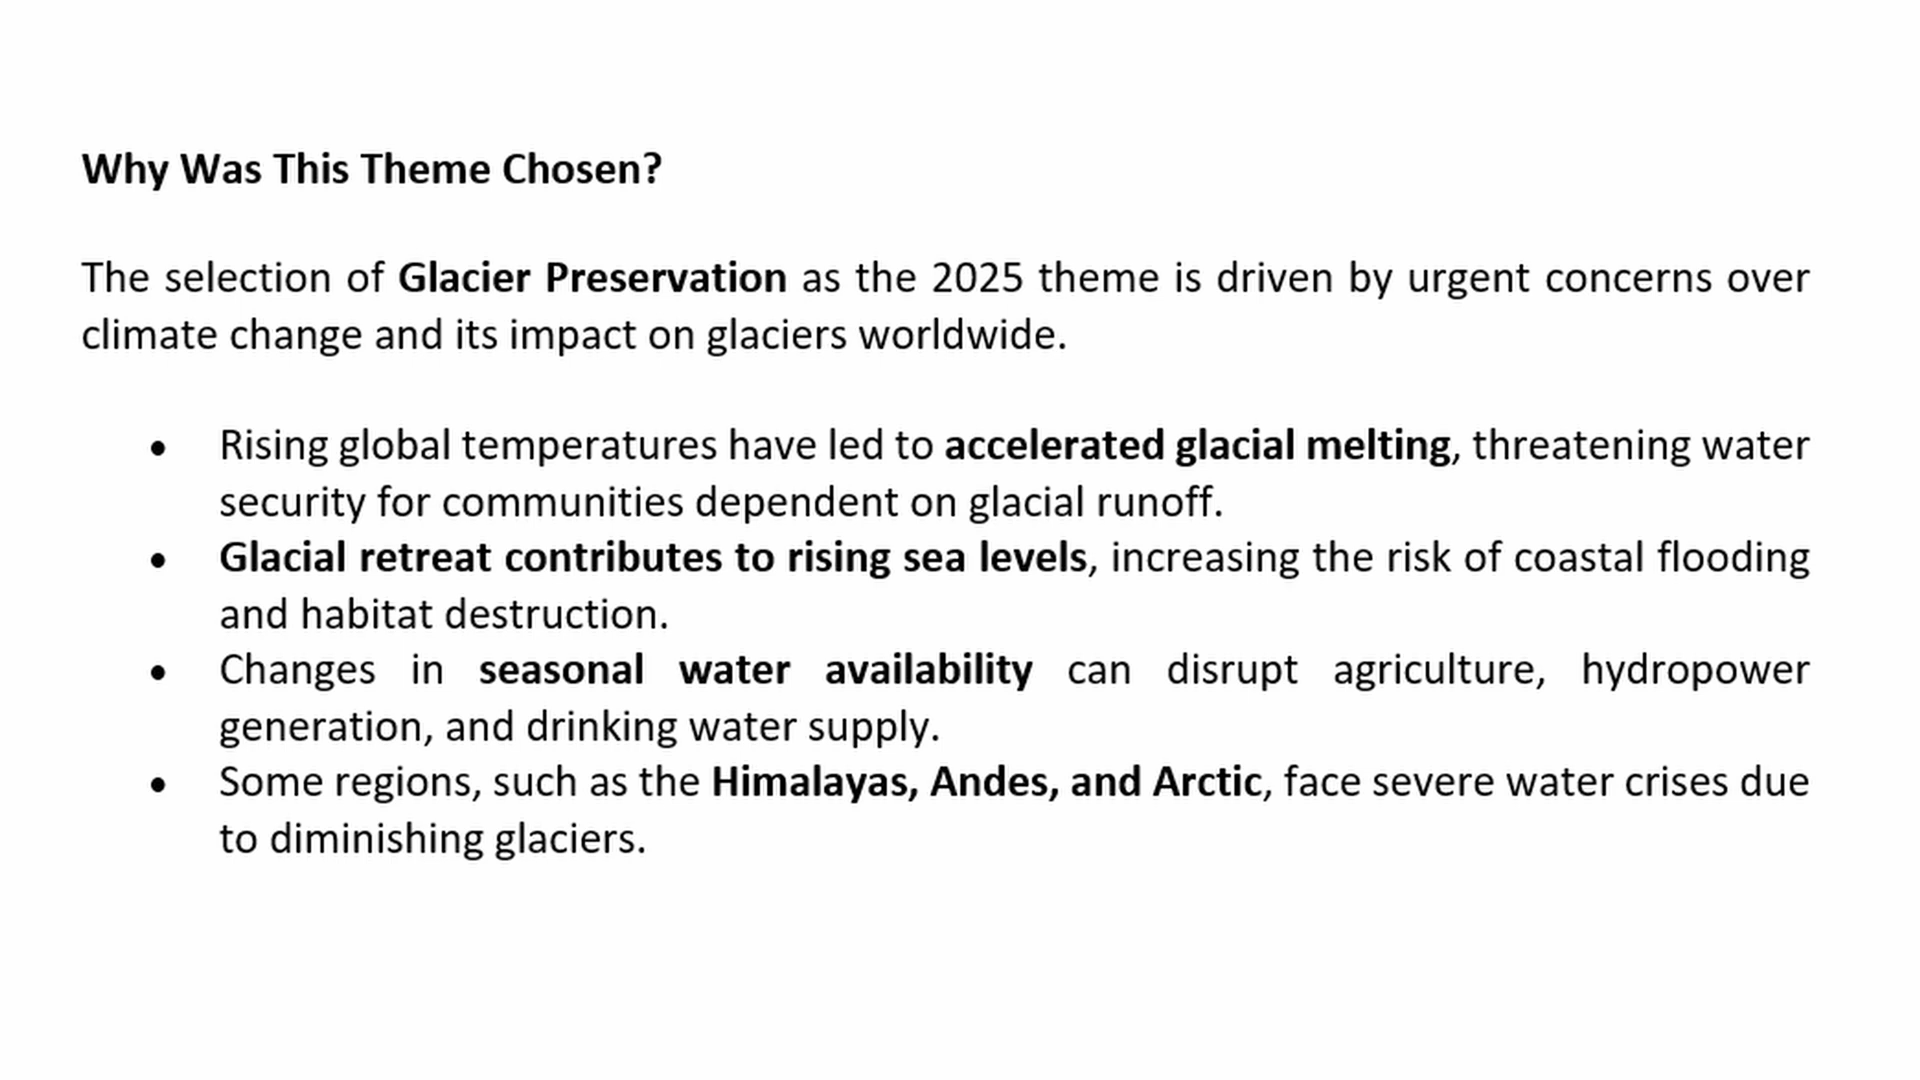 Why Was This Theme Chosen?
The selection of Glacier Preservation as the 2025 theme is driven by urgent concerns over
climate change and its impact on glaciers worldwide.
• Rising global temperatures have led to accelerated glacial melting, threatening water
security for communities dependent on glacial runoff.
• Glacial retreat contributes to rising sea levels, increasing the risk of coastal flooding
and habitat destruction.
• Changes in seasonal water availability can disrupt agriculture, hydropower
generation, and drinking water supply.
• Some regions, such as the Himalayas, Andes, and Arctic, face severe water crises due
to diminishing glaciers.